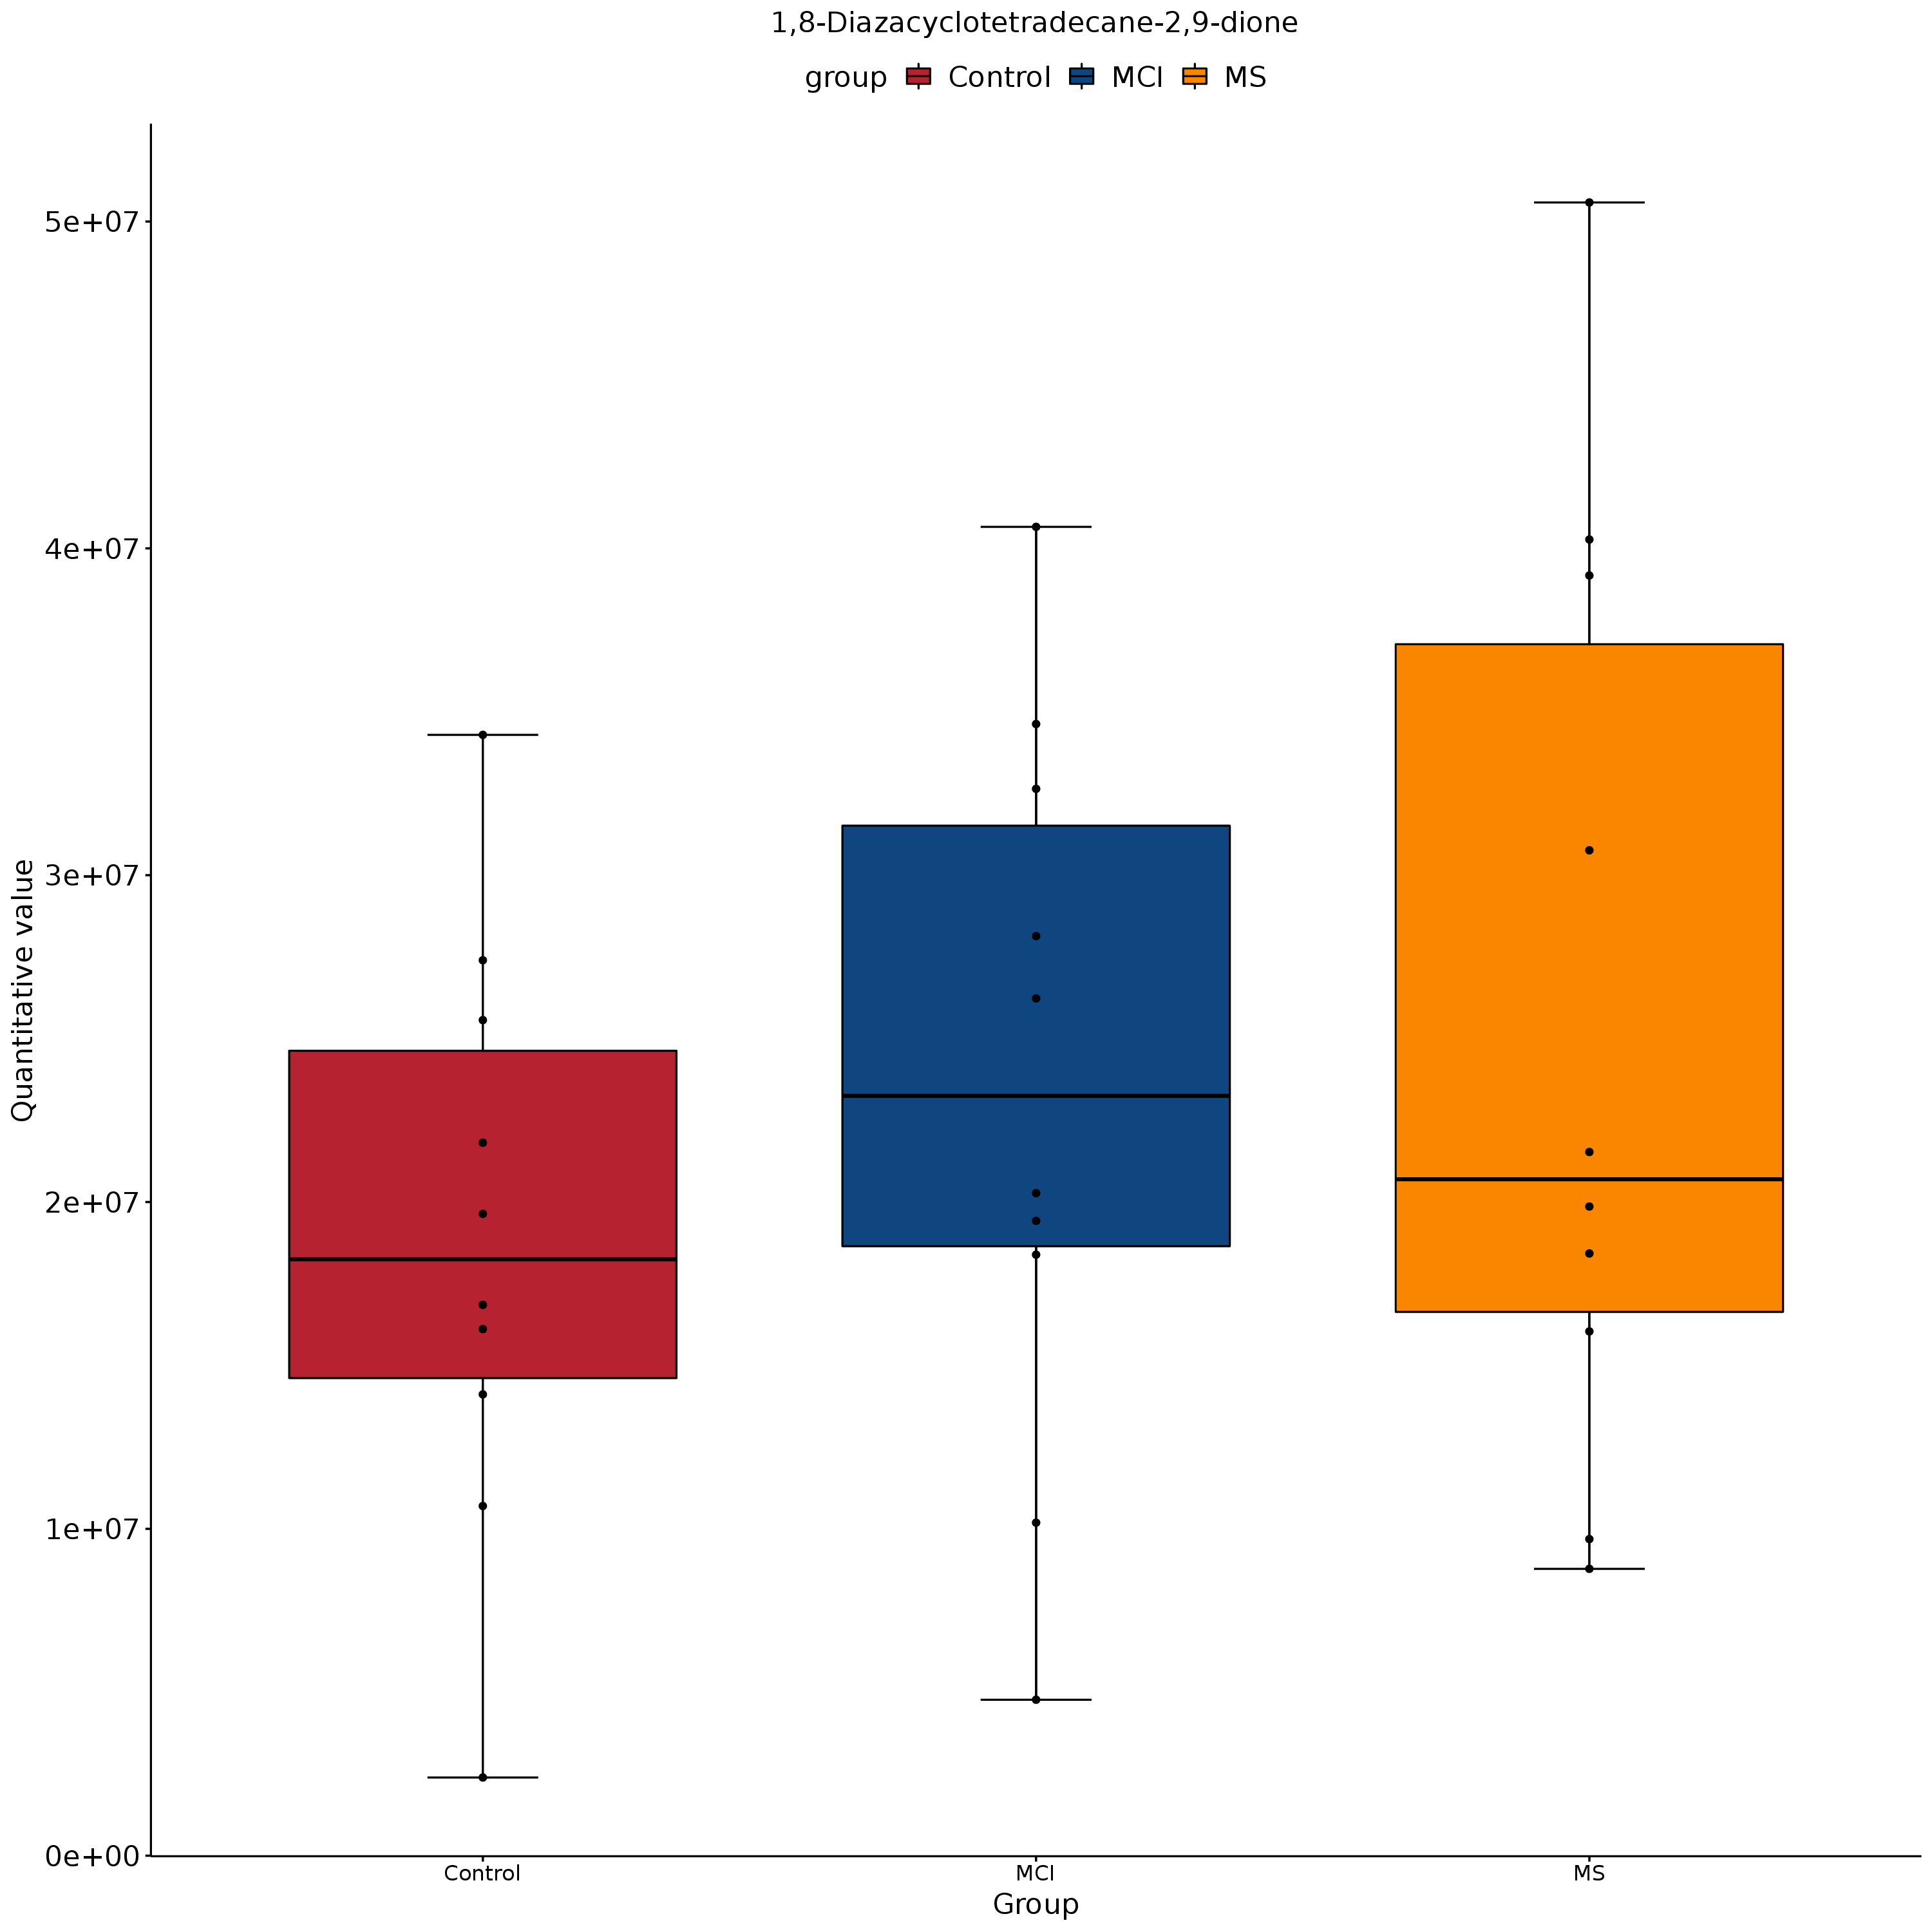 1,8-Diazacyclotetradecane-2,9-dione
group Control MCI MS
Quantitative value
5e+07
4e+07
3e+07
2e+07
1e+07
0e+00
Control MCI MS
Group